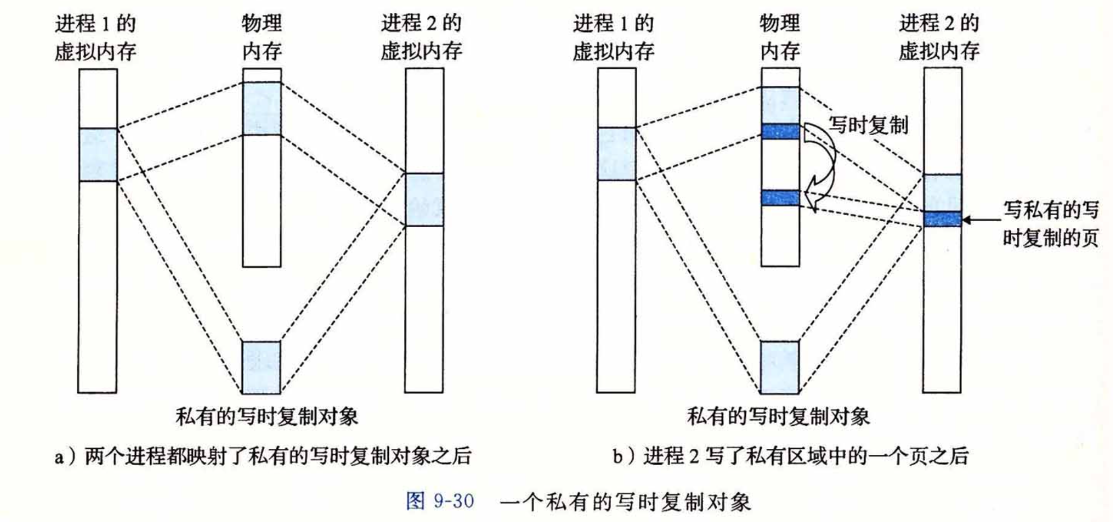 进程 1 的
虚拟内存
物理
内存
进程 2 的
虚拟内存
私有的写时复制对象
a）两个进程都映射了私有的写时复制对象之后
进程 1 的
虚拟内存
物理
内存
进程 2 的
虚拟内存
写时复制
写私有的写
时复制的页
私有的写时复制对象
b）进程 2 写了私有区域中的一个页之后
图 9-30 一个私有的写时复制对象